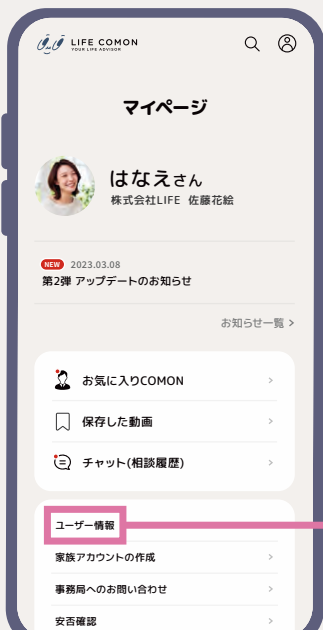 LIFE COMON
YOUR LIFE ADVISOR
マイページ
はなえさん
株式会社LIFE 佐藤花絵
NEW 2023.03.08
第2弾 アップデートのお知らせ
お知らせ一覧 >
お気に入りCOMON >
保存した動画 >
チャット(相談履歴) >
ユーザー情報
家族アカウントの作成 >
事務局へのお問い合わせ >
安否確認 >